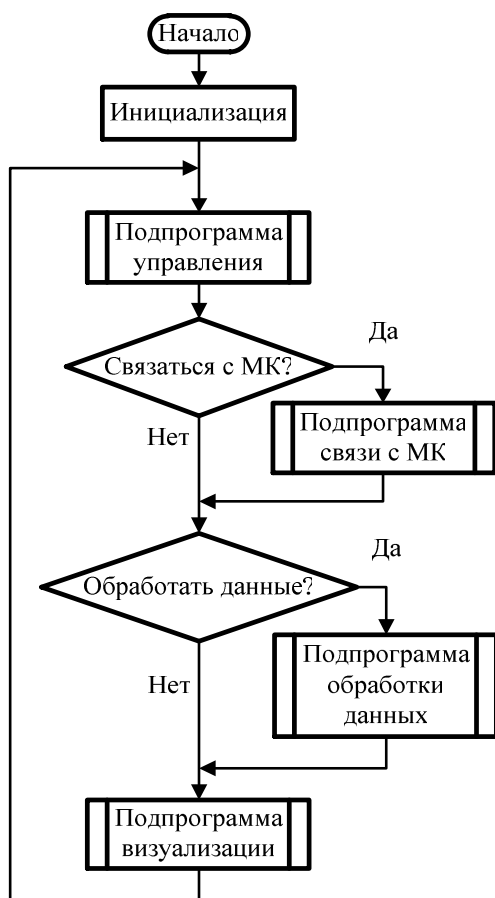 Начало
Инициализация
Подпрограмма
управления
Да
Связаться с МК?
Подпрограмма
связи с МК
Нет
Да
Обработать данные?
Подпрограмма
обработки
данных
Нет
Подпрограмма
визуализации